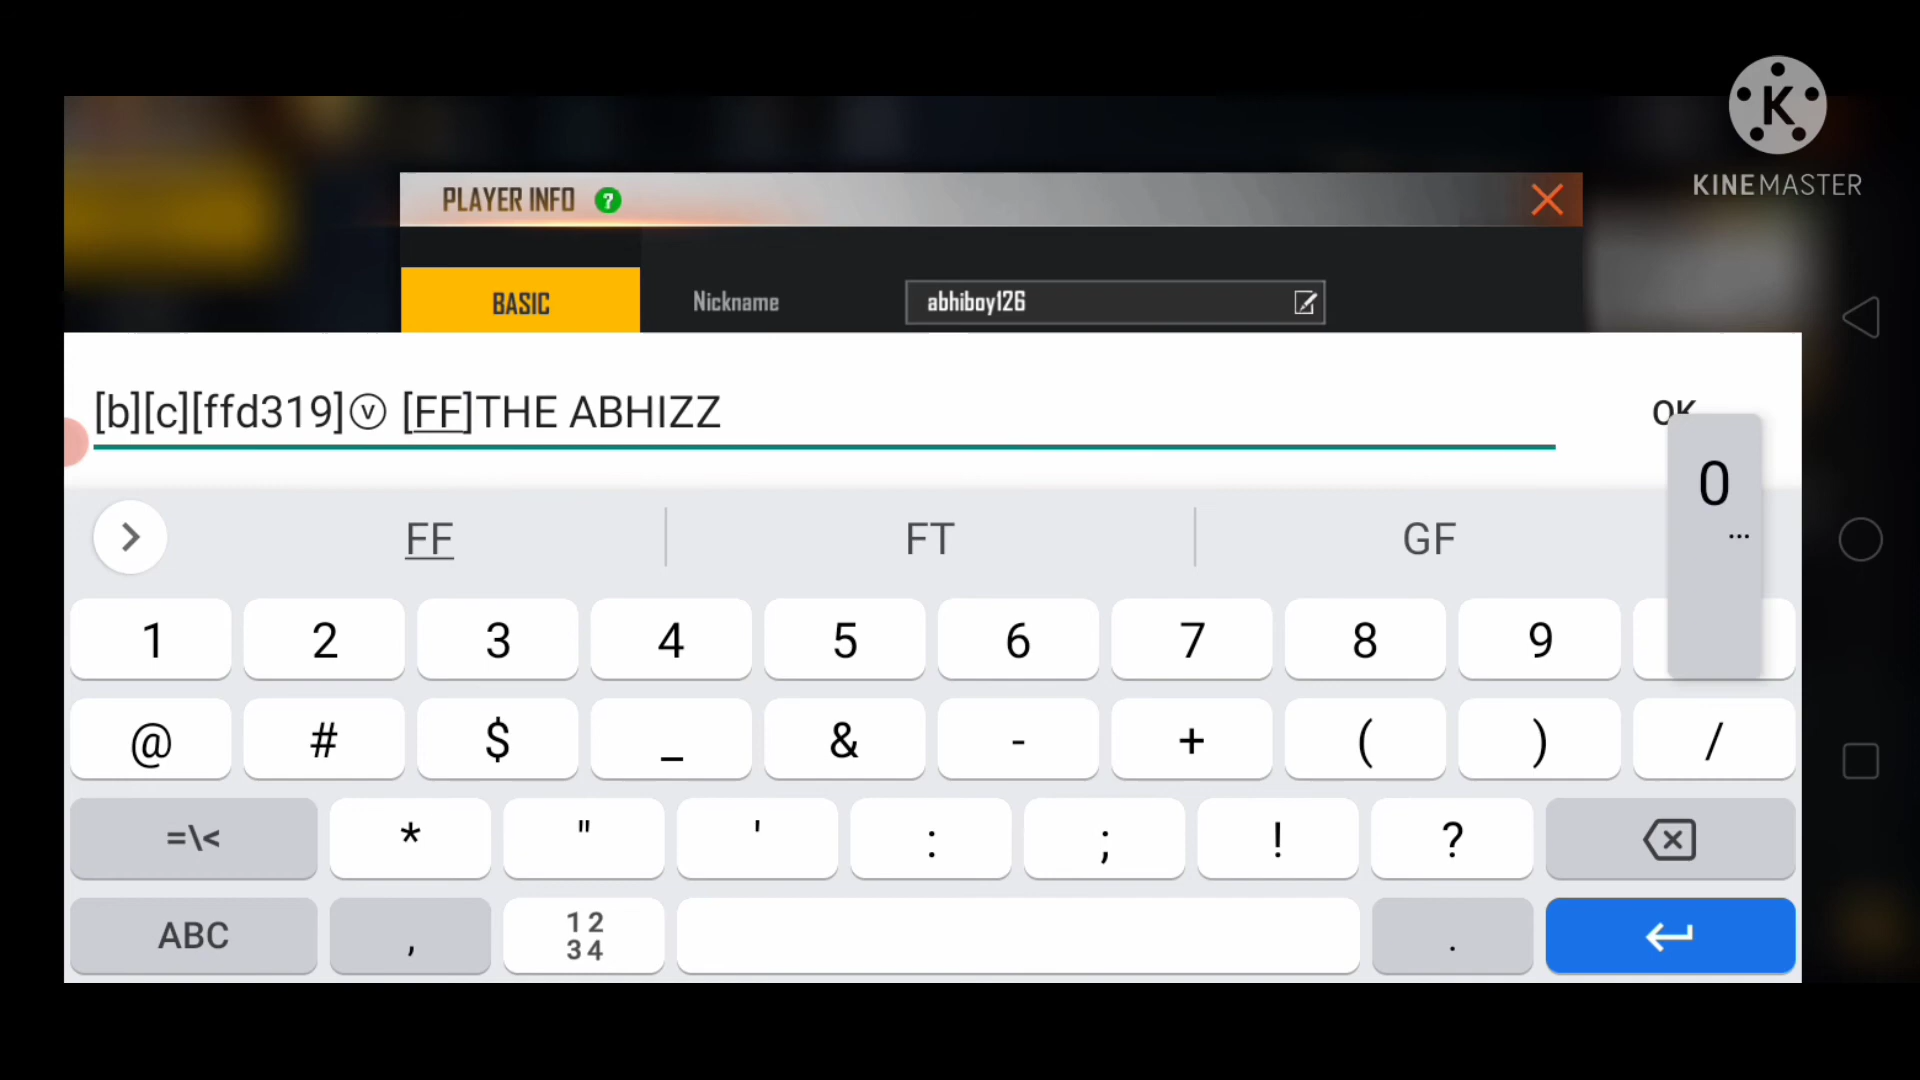 K
KINEMASTER
PLAYER INFO ?
BASIC Nickname abhiboy126
[b][c][ffd319]ⓥ [FF]THE ABHIZZ OK
0
...
FF FT GF
1 2 3 4 5 6 7 8 9
@ # $ _ & - + ( ) /
=\< * " ' : ; ! ?
ABC , 12 34 .